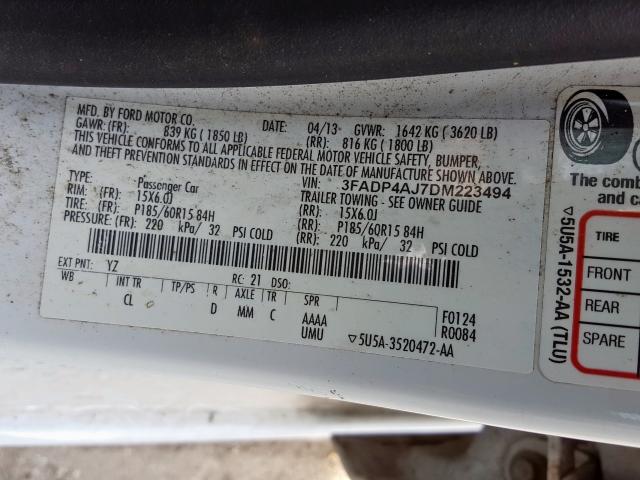 MFD. BY FORD MOTOR CO.
DATE: 04/13 GVWR: 1642 KG ( 3620 LB)
GAWR: (FR): 839 KG ( 1850 LB) (RR): 816 KG ( 1800 LB)
THIS VEHICLE CONFORMS TO ALL APPLICABLE FEDERAL MOTOR VEHICLE SAFETY, BUMPER,
AND THEFT PREVENTION STANDARDS IN EFFECT ON THE DATE OF MANUFACTURE SHOWN ABOVE.
VIN: 3FADP4AJ7DM223494
TYPE: Passenger Car TRAILER TOWING - SEE OWNER GUIDE
RIM: (FR): 15X6.0J (RR): 15X6.0J
TIRE: (FR): P185/60R15 84H (RR): P185/60R15 84H
PRESSURE: (FR): 220 kPa/ 32 PSI COLD (RR): 220 kPa/ 32 PSI COLD
EXT PNT: YZ RC: 21 DSO:
WB INT TR TP/PS R AXLE TR SPR
CL D MM C AAAA F0124
UMU R0084
▽5U5A-3520472-AA
The com
and ca
TIRE
FRONT
REAR
SPARE
▽5U5A-1532-AA (TLU)